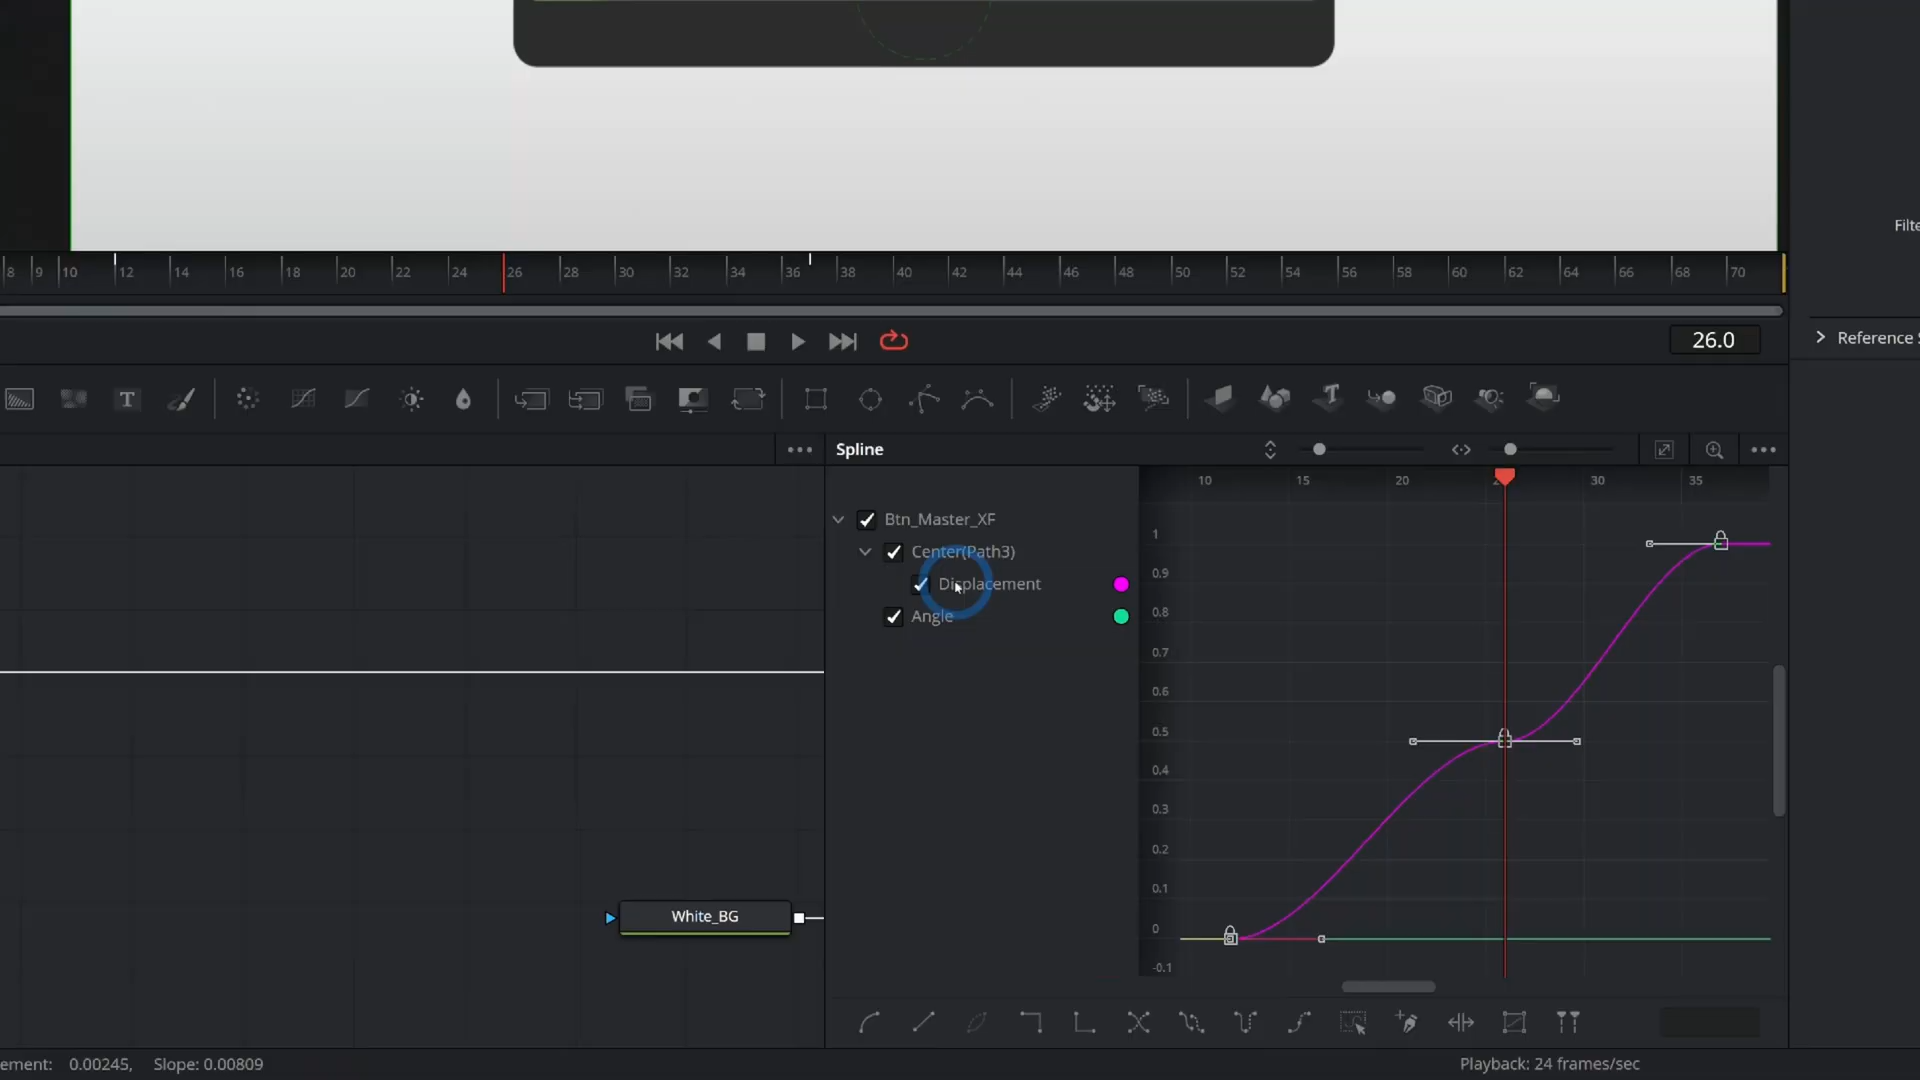 8 9 10 12 14 16 18 20 22 24 26 28 30 32 34 36 38 40 42 44 46 48 50 52 54 56 58 60 62 64 66 68 70
Filte
26.0
Reference S
T
Spline
10 15 20 2 30 35
Btn_Master_XF
Center(Path3)
Displacement
Angle
1
0.9
0.8
0.7
0.6
0.5
0.4
0.3
0.2
0.1
0
-0.1
White_BG
ement: 0.00245, Slope: 0.00809
Playback: 24 frames/sec